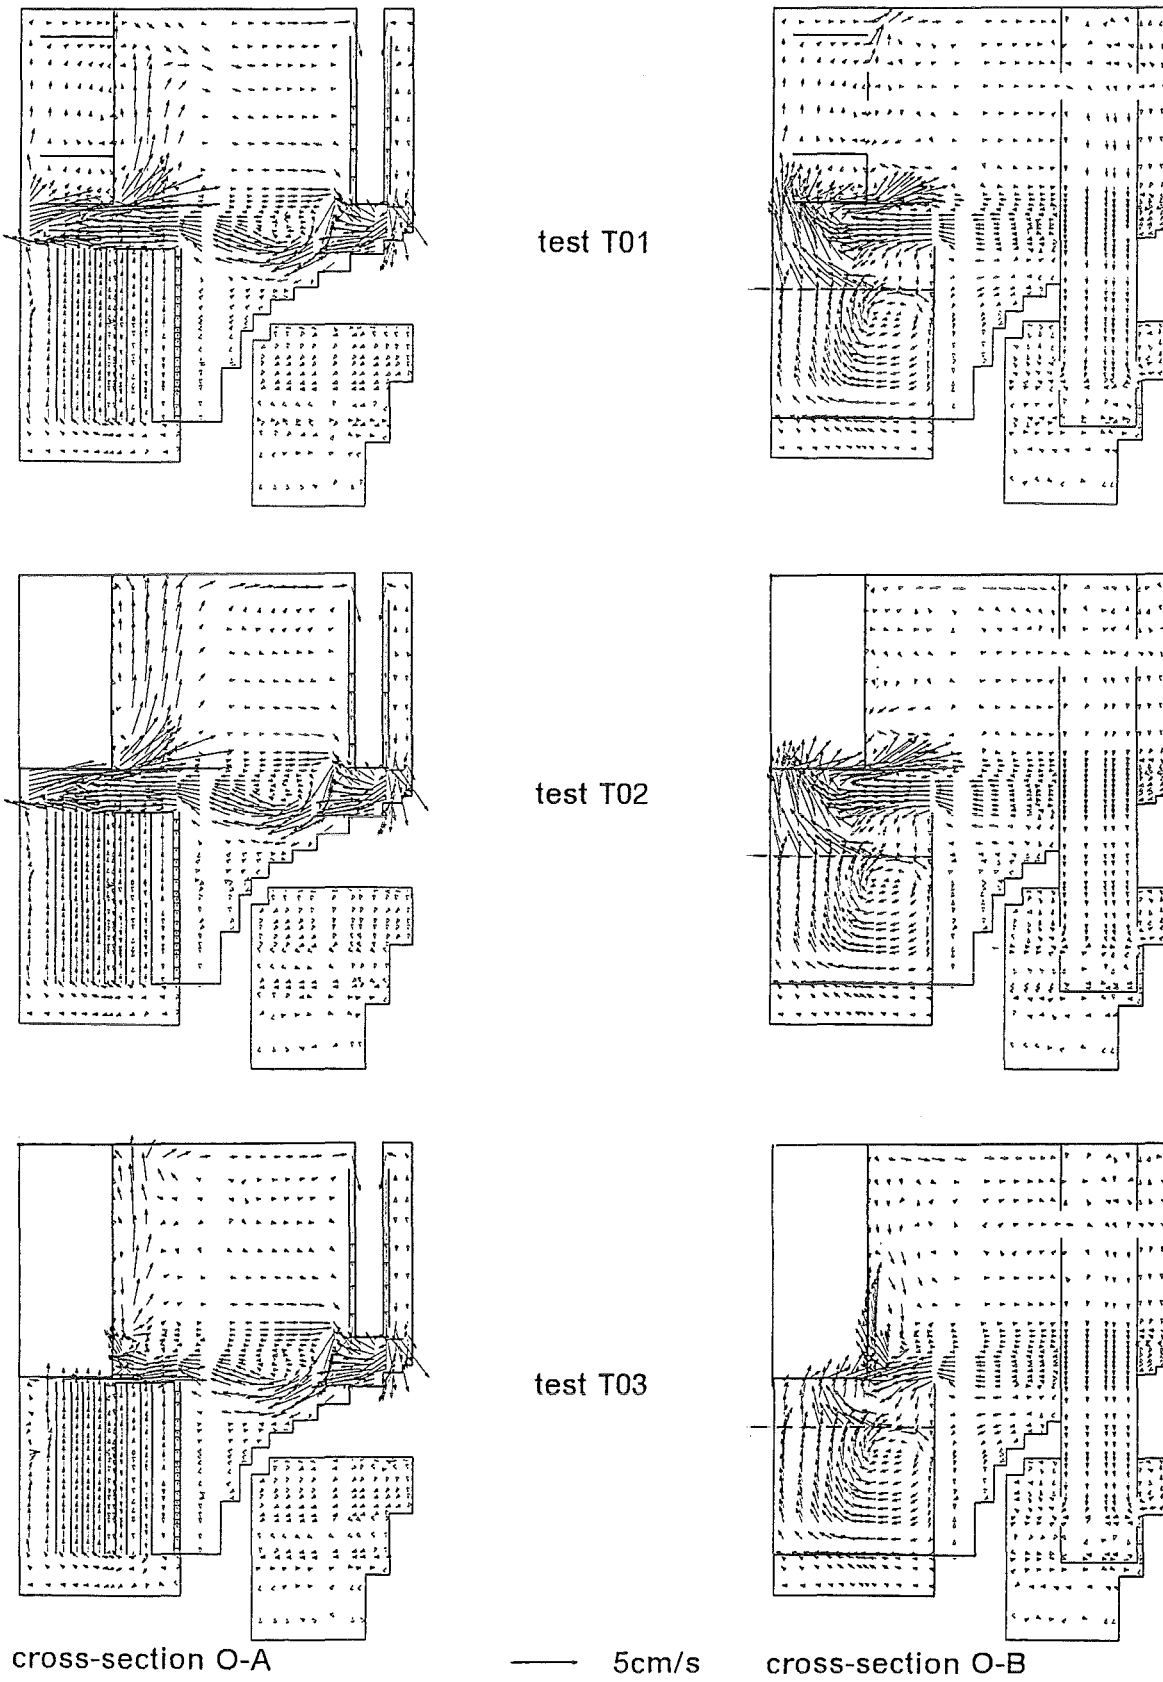 test T01
test T02
test T03
cross-section O-A
5cm/s
cross-section O-B